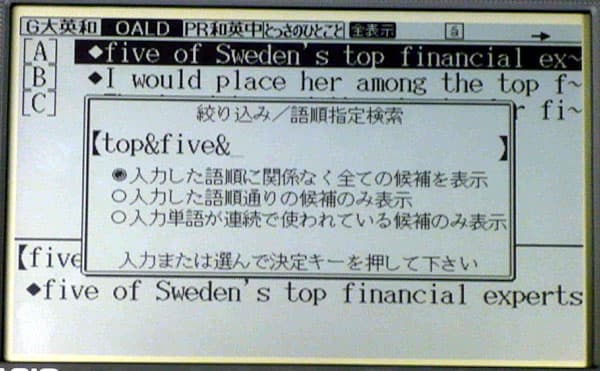 G大英和 OALD PR和英中 とっさのひとこと 全表示 a →
[A] ◆five of Sweden's top financial ex~
[B] ◆I would place her among the top f~
[C] r fi~
絞り込み/語順指定検索
【top&five&_ 】
◉入力した語順に関係なく全ての候補を表示
○入力した語順通りの候補のみ表示
○入力単語が連続で使われている候補のみ表示
入力または選んで決定キーを押して下さい
【five
◆five of Sweden's top financial experts